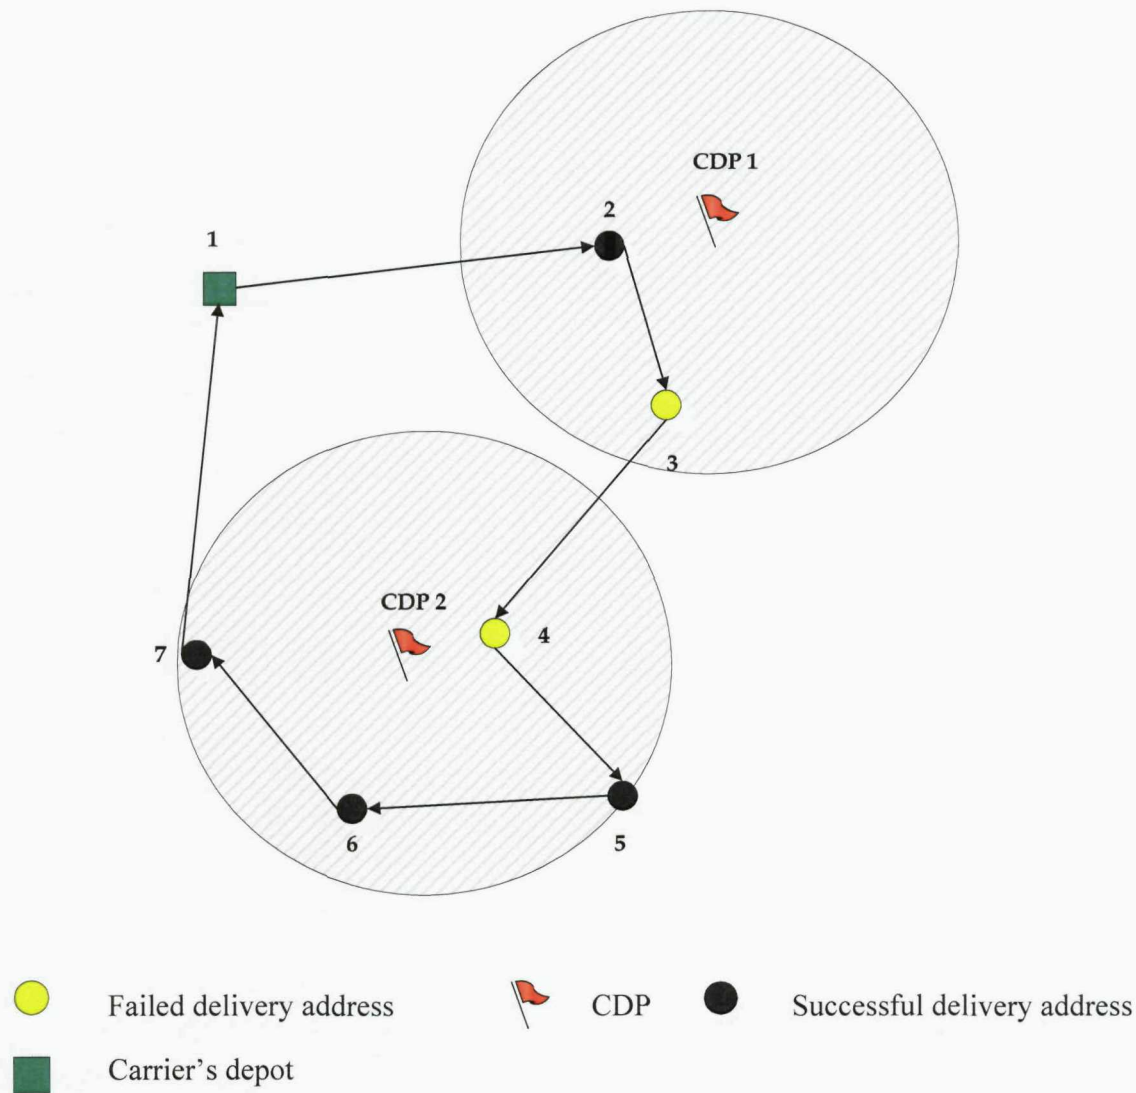 CDP 1
2
1
3
CDP 2
4
7
6
5
Failed delivery address
CDP
Successful delivery address
Carrier's depot